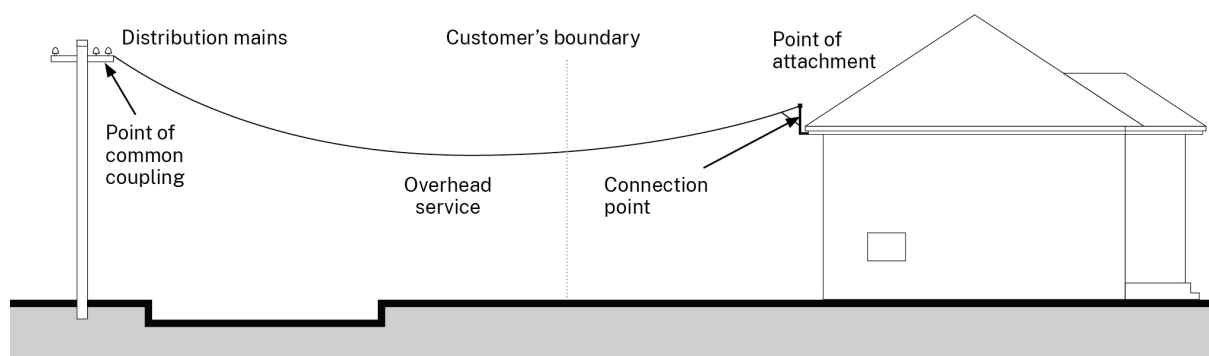 Distribution mains
Customer’s boundary
Point of
attachment
Point of
common
coupling
Overhead
service
Connection
point